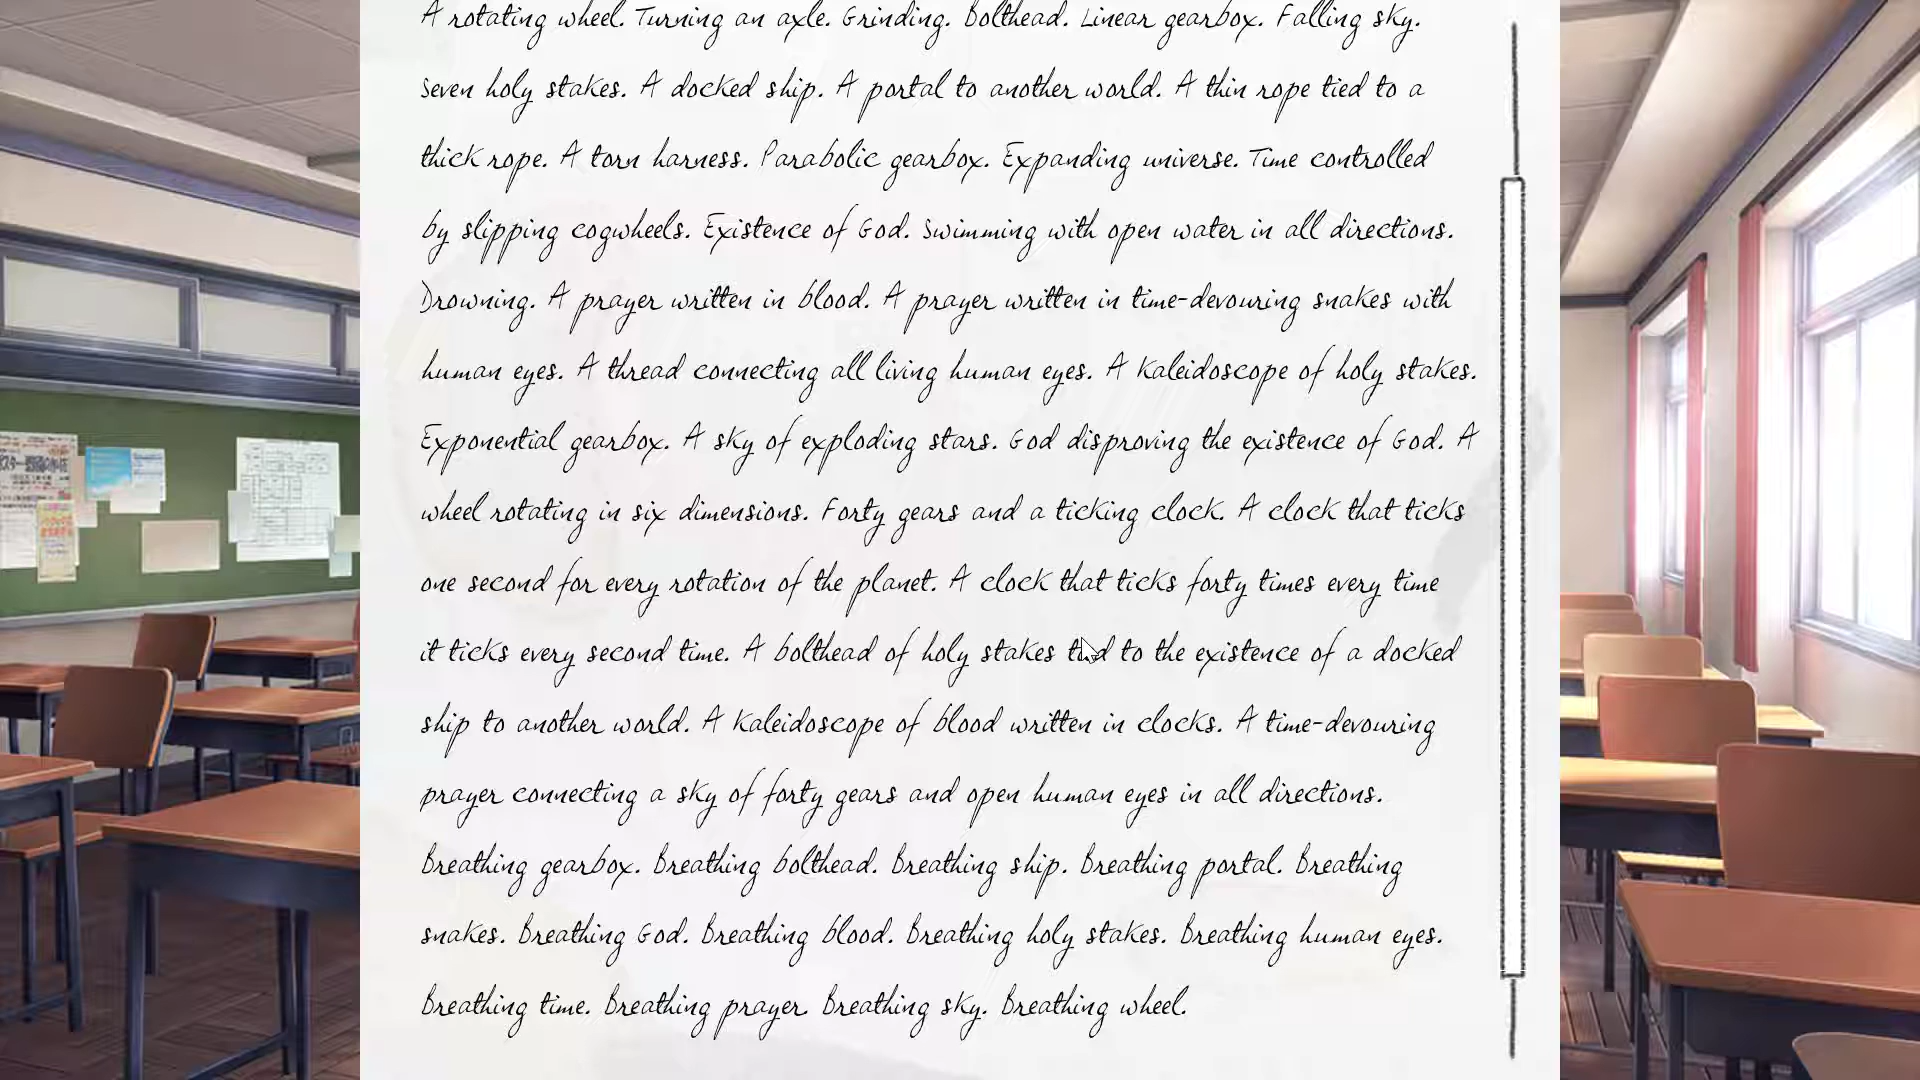 A rotating wheel. Turning an axle. Grinding. Bolthead. Linear gearbox. Falling sky.
Seven holy stakes. A docked ship. A portal to another world. A thin rope tied to a
thick rope. A torn harness. Parabolic gearbox. Expanding universe. Time controlled
by slipping cogwheels. Existence of God. Swimming with open water in all directions.
Drowning. A prayer written in blood. A prayer written in time-devouring snakes with
human eyes. A thread connecting all living human eyes. A kaleidoscope of holy stakes.
Exponential gearbox. A sky of exploding stars. God disproving the existence of God. A
wheel rotating in six dimensions. Forty gears and a ticking clock. A clock that ticks
one second for every rotation of the planet. A clock that ticks forty times every time
it ticks every second time. A bolthead of holy stakes tied to the existence of a docked
ship to another world. A kaleidoscope of blood written in clocks. A time-devouring
prayer connecting a sky of forty gears and open human eyes in all directions.
Breathing gearbox. Breathing bolthead. Breathing ship. Breathing portal. Breathing
snakes. Breathing God. Breathing blood. Breathing holy stakes. Breathing human eyes.
Breathing time. Breathing prayer. Breathing sky. Breathing wheel.